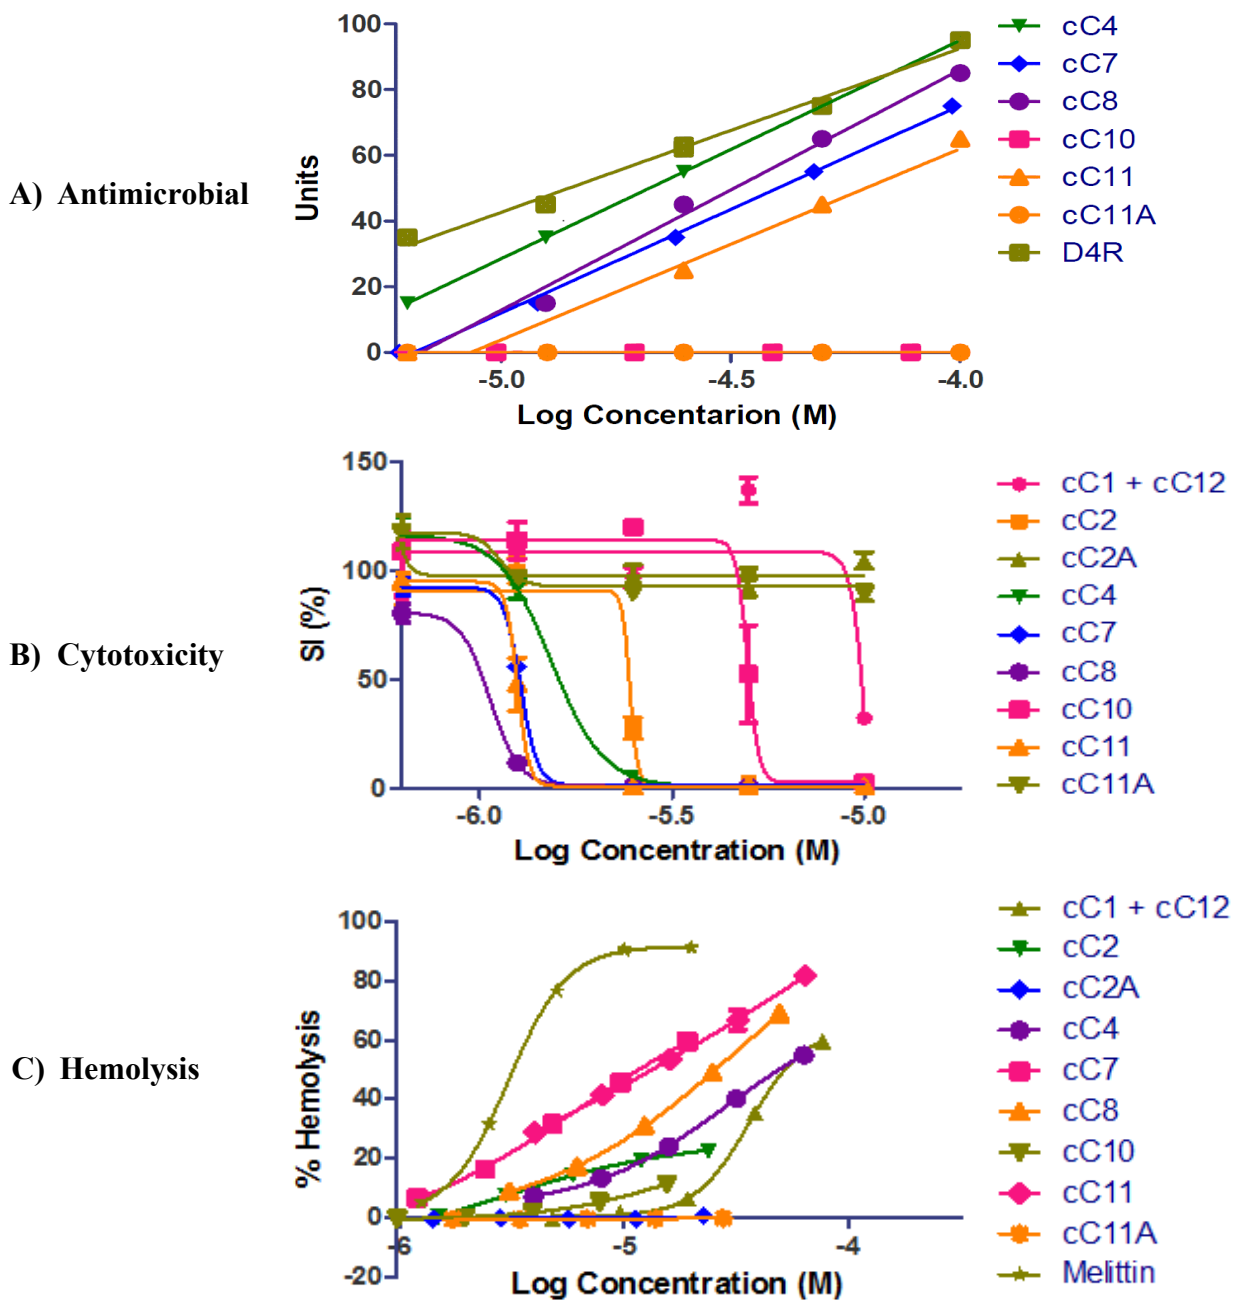 A) Antimicrobial
Units
100
80
60
40
20
0
-5.0
-4.5
-4.0
Log Concentarion (M)
cC4
cC7
cC8
cC10
cC11
cC11A
D4R
B) Cytotoxicity
SI (%)
150
100
50
0
-6.0
-5.5
-5.0
Log Concentration (M)
cC1 + cC12
cC2
cC2A
cC4
cC7
cC8
cC10
cC11
cC11A
C) Hemolysis
% Hemolysis
100
80
60
40
20
0
-20
-6
-5
-4
Log Concentration (M)
cC1 + cC12
cC2
cC2A
cC4
cC7
cC8
cC10
cC11
cC11A
Melittin